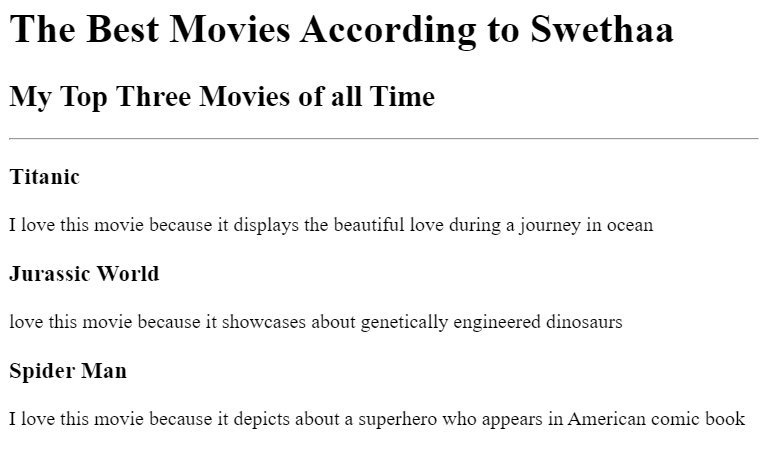 The Best Movies According to Swethaa
My Top Three Movies of all Time
Titanic
I love this movie because it displays the beautiful love during a journey in ocean
Jurassic World
love this movie because it showcases about genetically engineered dinosaurs
Spider Man
I love this movie because it depicts about a superhero who appears in American comic book